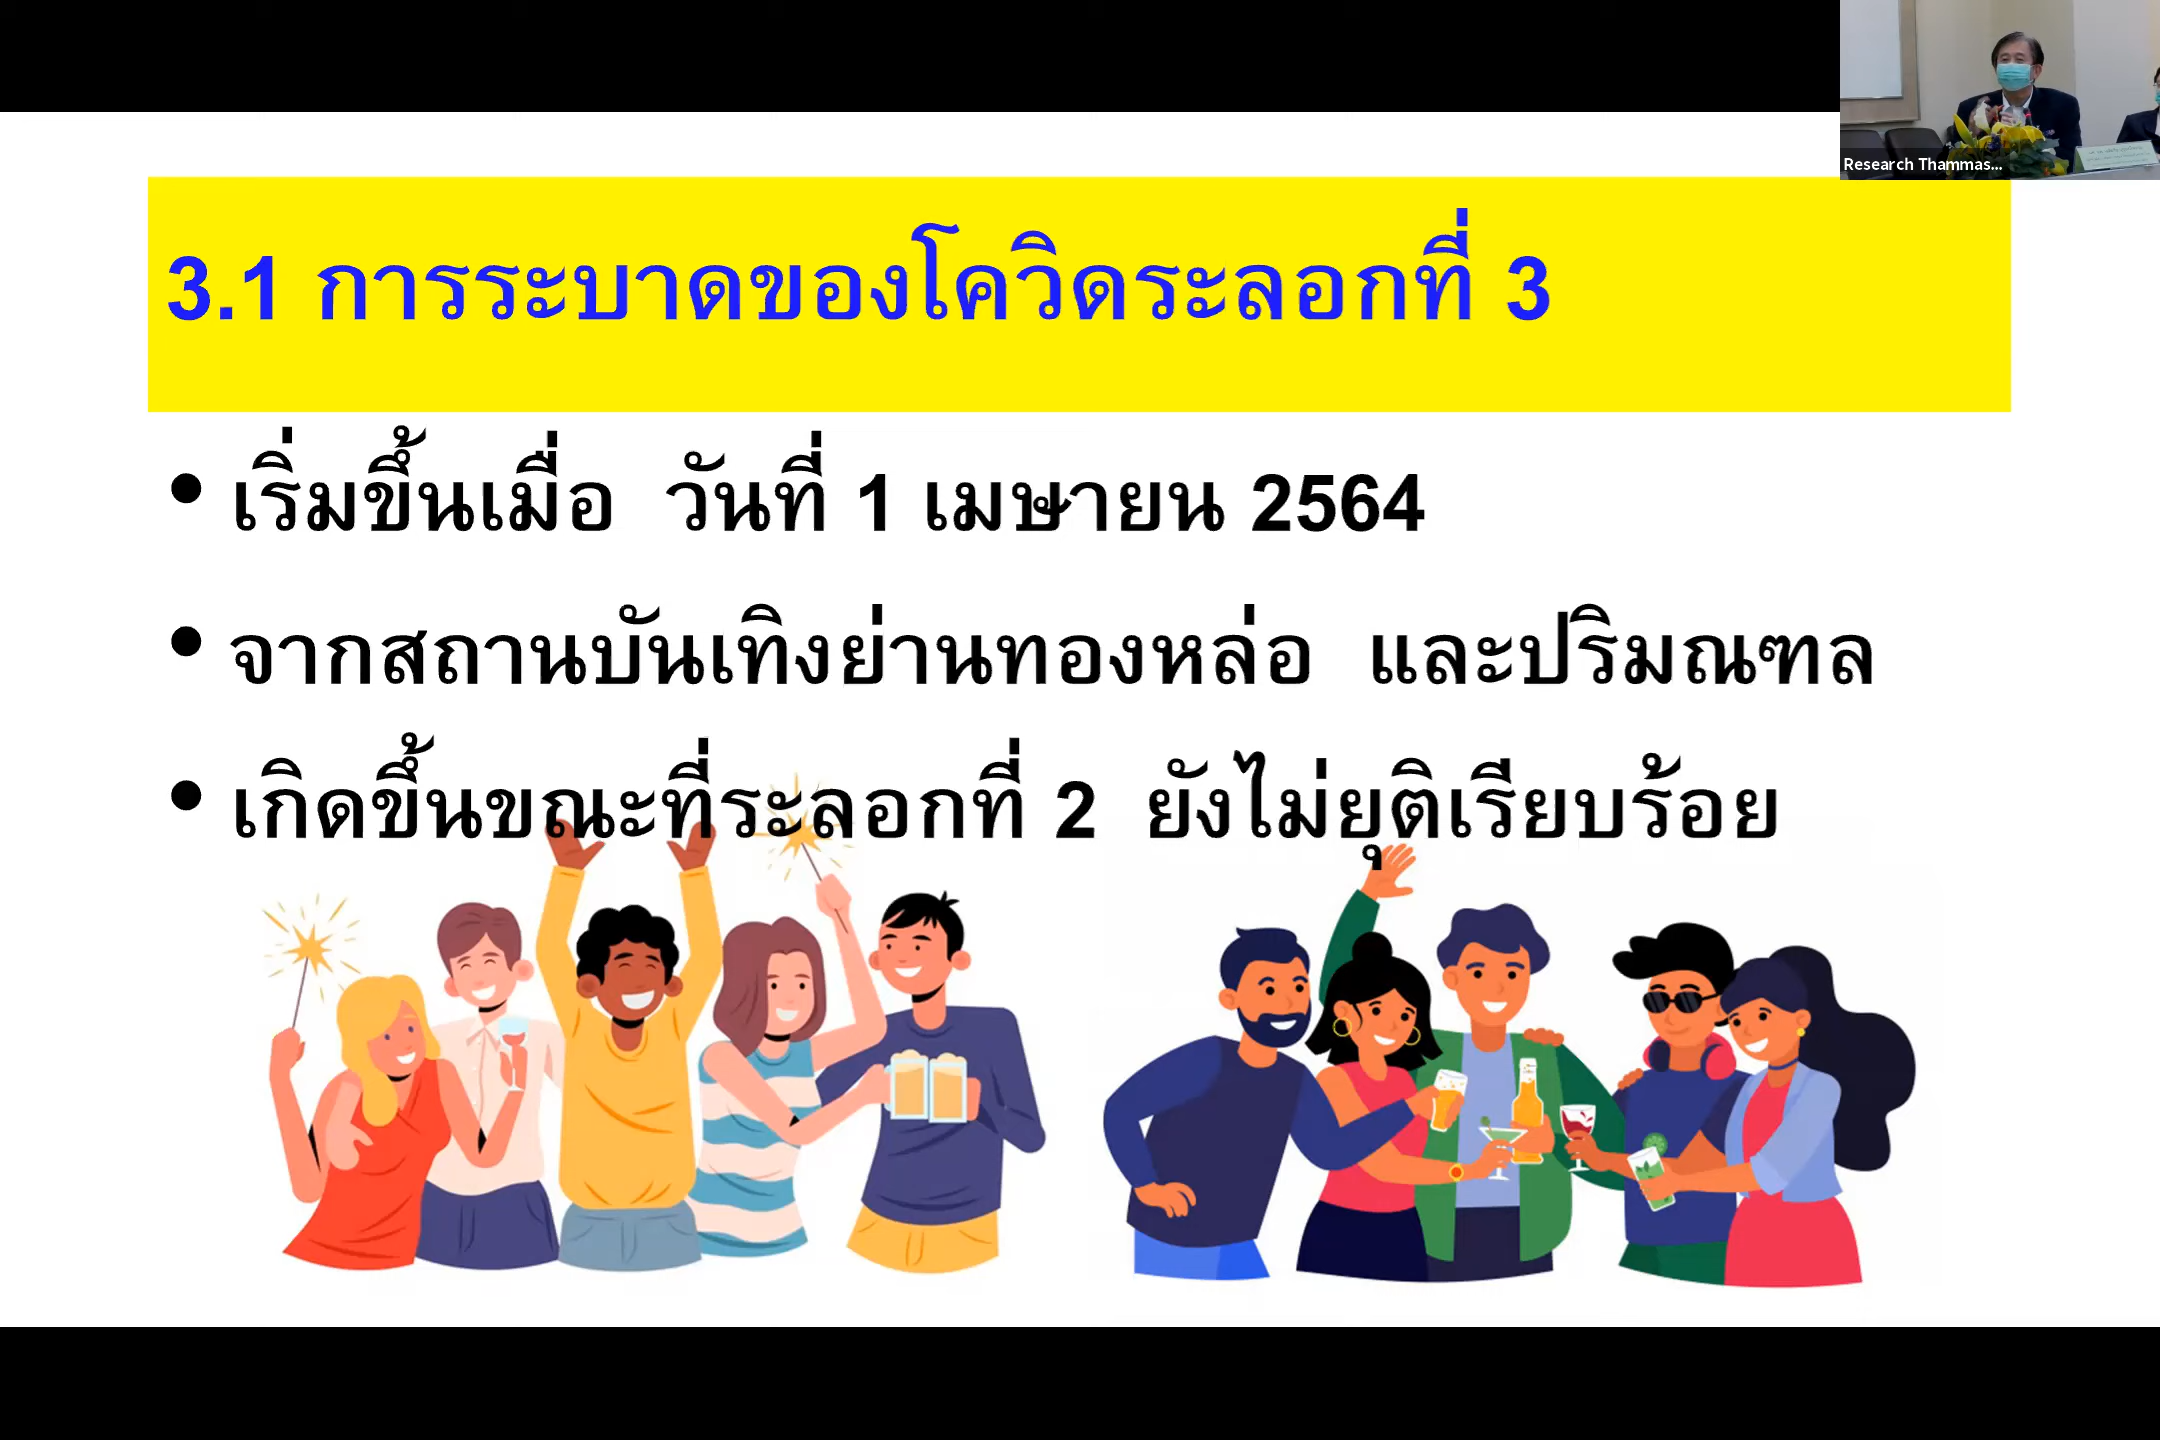 Research Thammas...
3.1 การระบาดของโควิดระลอกที่ 3
• เริ่มขึ้นเมื่อ วันที่ 1 เมษายน 2564
• จากสถานบันเทิงย่านทองหล่อ และปริมณฑล
• เกิดขึ้นขณะที่ระลอกที่ 2 ยังไม่ยุติเรียบร้อย